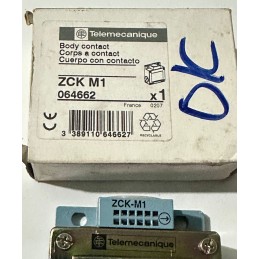 Telemecanique
Body contact
Corps a contact
Cuerpo con contacto
ZCK M1
064662
x1
France 0207
3 389110 646627
RECYCLABLE
OK
ZCK-M1
Telemecanique